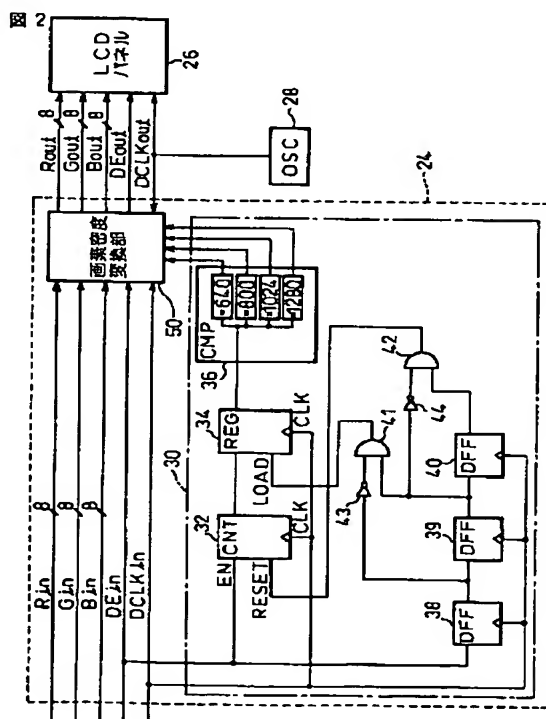 図 2
LCD
パネル
26
Rout
8
Gout
8
Bout
8
DEout
DCLKout
28
OSC
24
画素密度
変換部
50
Rin
8
Gin
8
Bin
8
DEin
DCLKin
30
CMP
=640
=800
=1024
=1280
36
34
REG
LOAD
CLK
32
EN
CNT
RESET
CLK
42
44
41
43
40
DFF
39
DFF
38
DFF